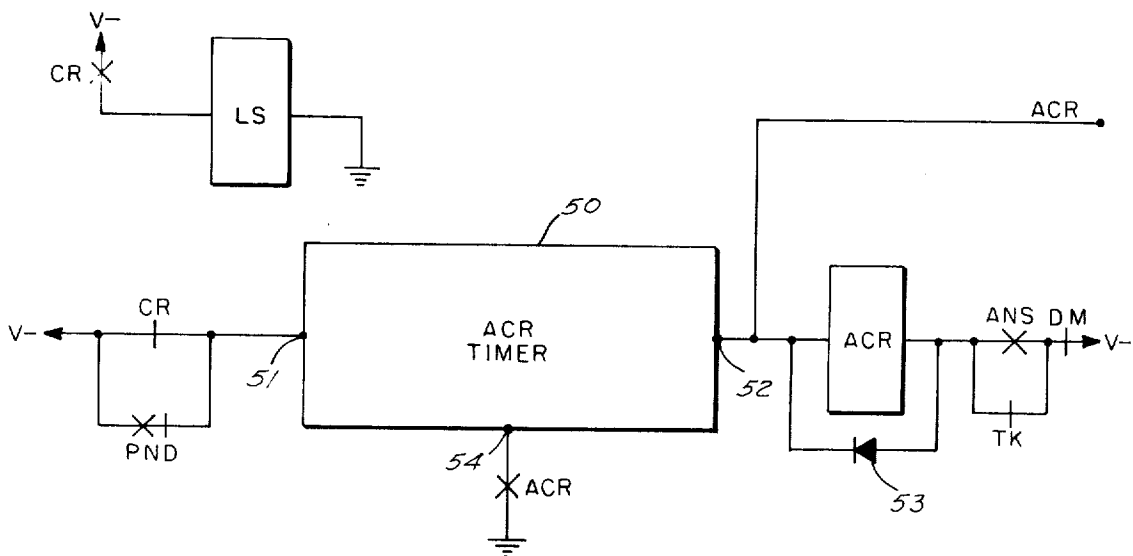 V-
CR
LS
ACR
50
V-
CR
ACR
TIMER
ACR
ANS
DM
V-
51
52
PND
TK
54
53
ACR